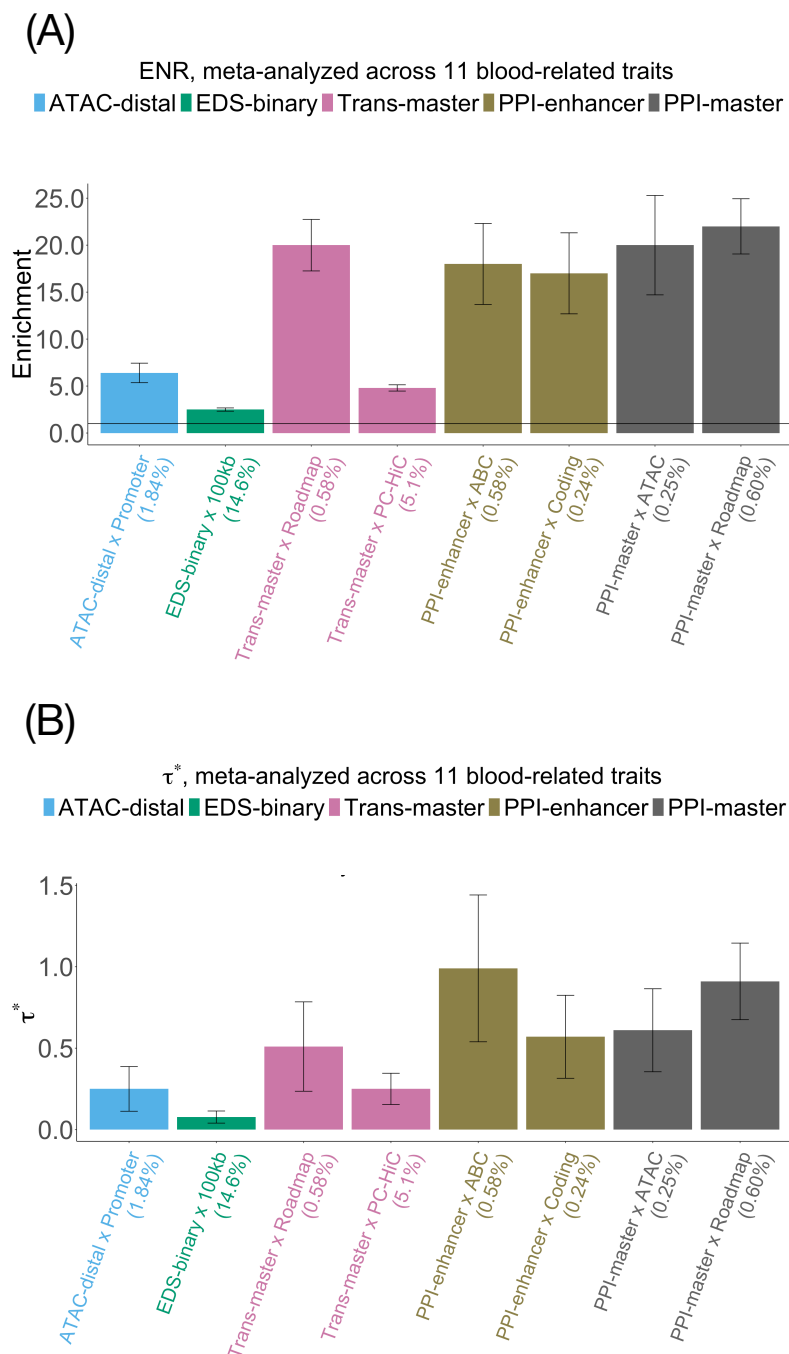 (A)
ENR, meta-analyzed across 11 blood-related traits
ATAC-distal EDS-binary Trans-master PPI-enhancer PPI-master
Enrichment
25.0
20.0
15.0
10.0
5.0
0.0
ATAC-distal x Promoter
(1.84%)
EDS-binary x 100kb
(14.6%)
Trans-master x Roadmap
(0.58%)
Trans-master x PC-HiC
(5.1%)
PPI-enhancer x ABC
(0.58%)
PPI-enhancer x Coding
(0.24%)
PPI-master x ATAC
(0.25%)
PPI-master x Roadmap
(0.60%)
(B)
τ*, meta-analyzed across 11 blood-related traits
ATAC-distal EDS-binary Trans-master PPI-enhancer PPI-master
τ*
1.5
1.0
0.5
0.0
ATAC-distal x Promoter
(1.84%)
EDS-binary x 100kb
(14.6%)
Trans-master x Roadmap
(0.58%)
Trans-master x PC-HiC
(5.1%)
PPI-enhancer x ABC
(0.58%)
PPI-enhancer x Coding
(0.24%)
PPI-master x ATAC
(0.25%)
PPI-master x Roadmap
(0.60%)